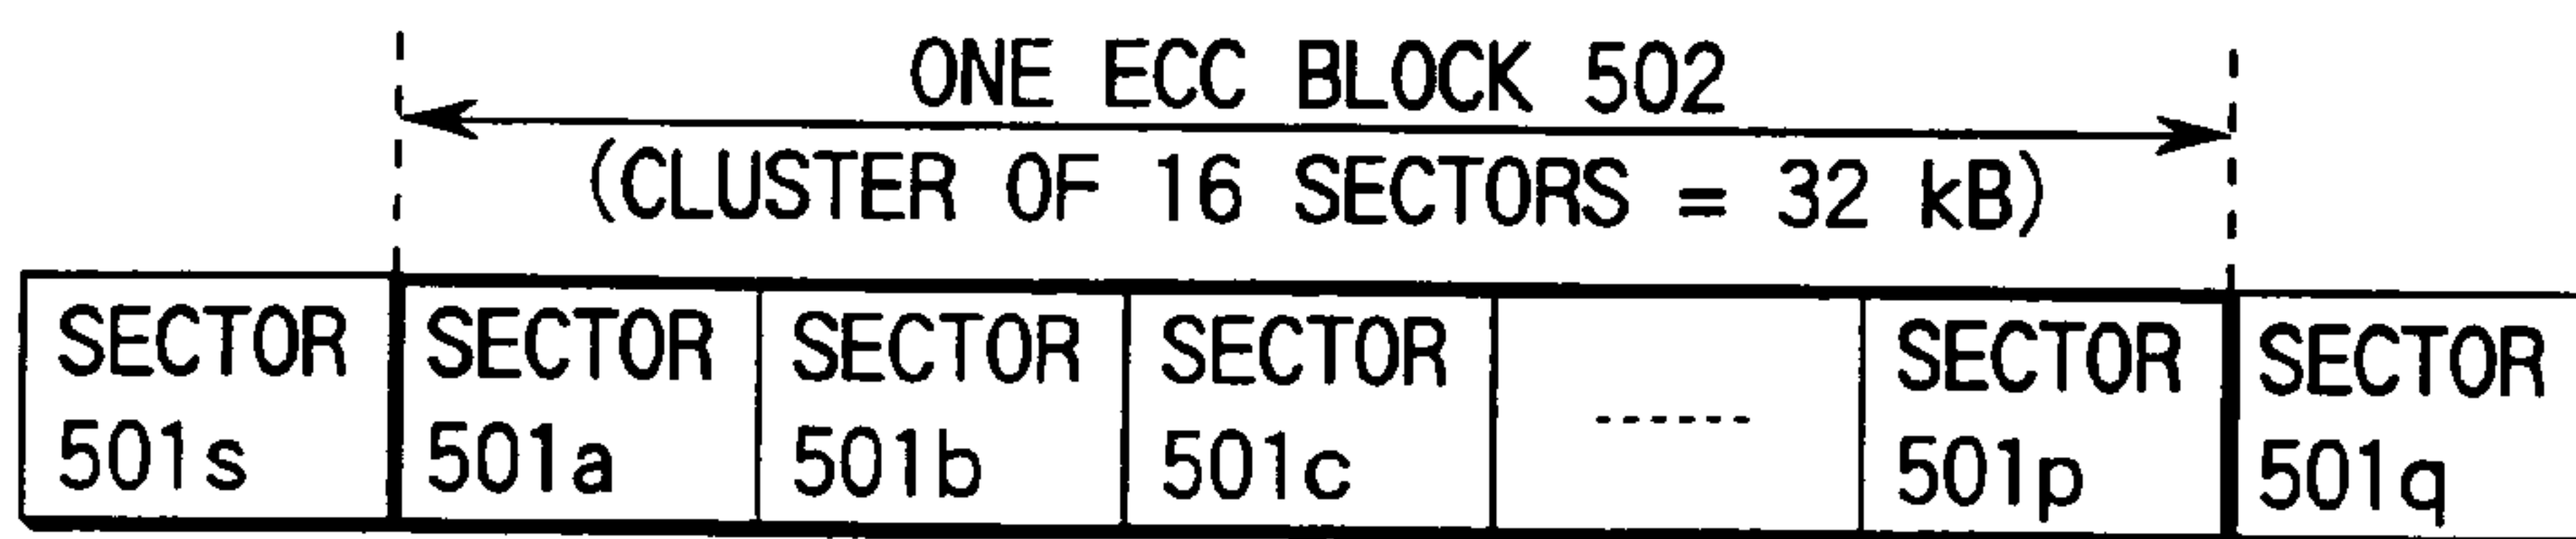 ONE ECC BLOCK 502
(CLUSTER OF 16 SECTORS = 32 kB)
SECTOR SECTOR SECTOR SECTOR SECTOR SECTOR
501s 501a 501b 501c ------ 501p 501q